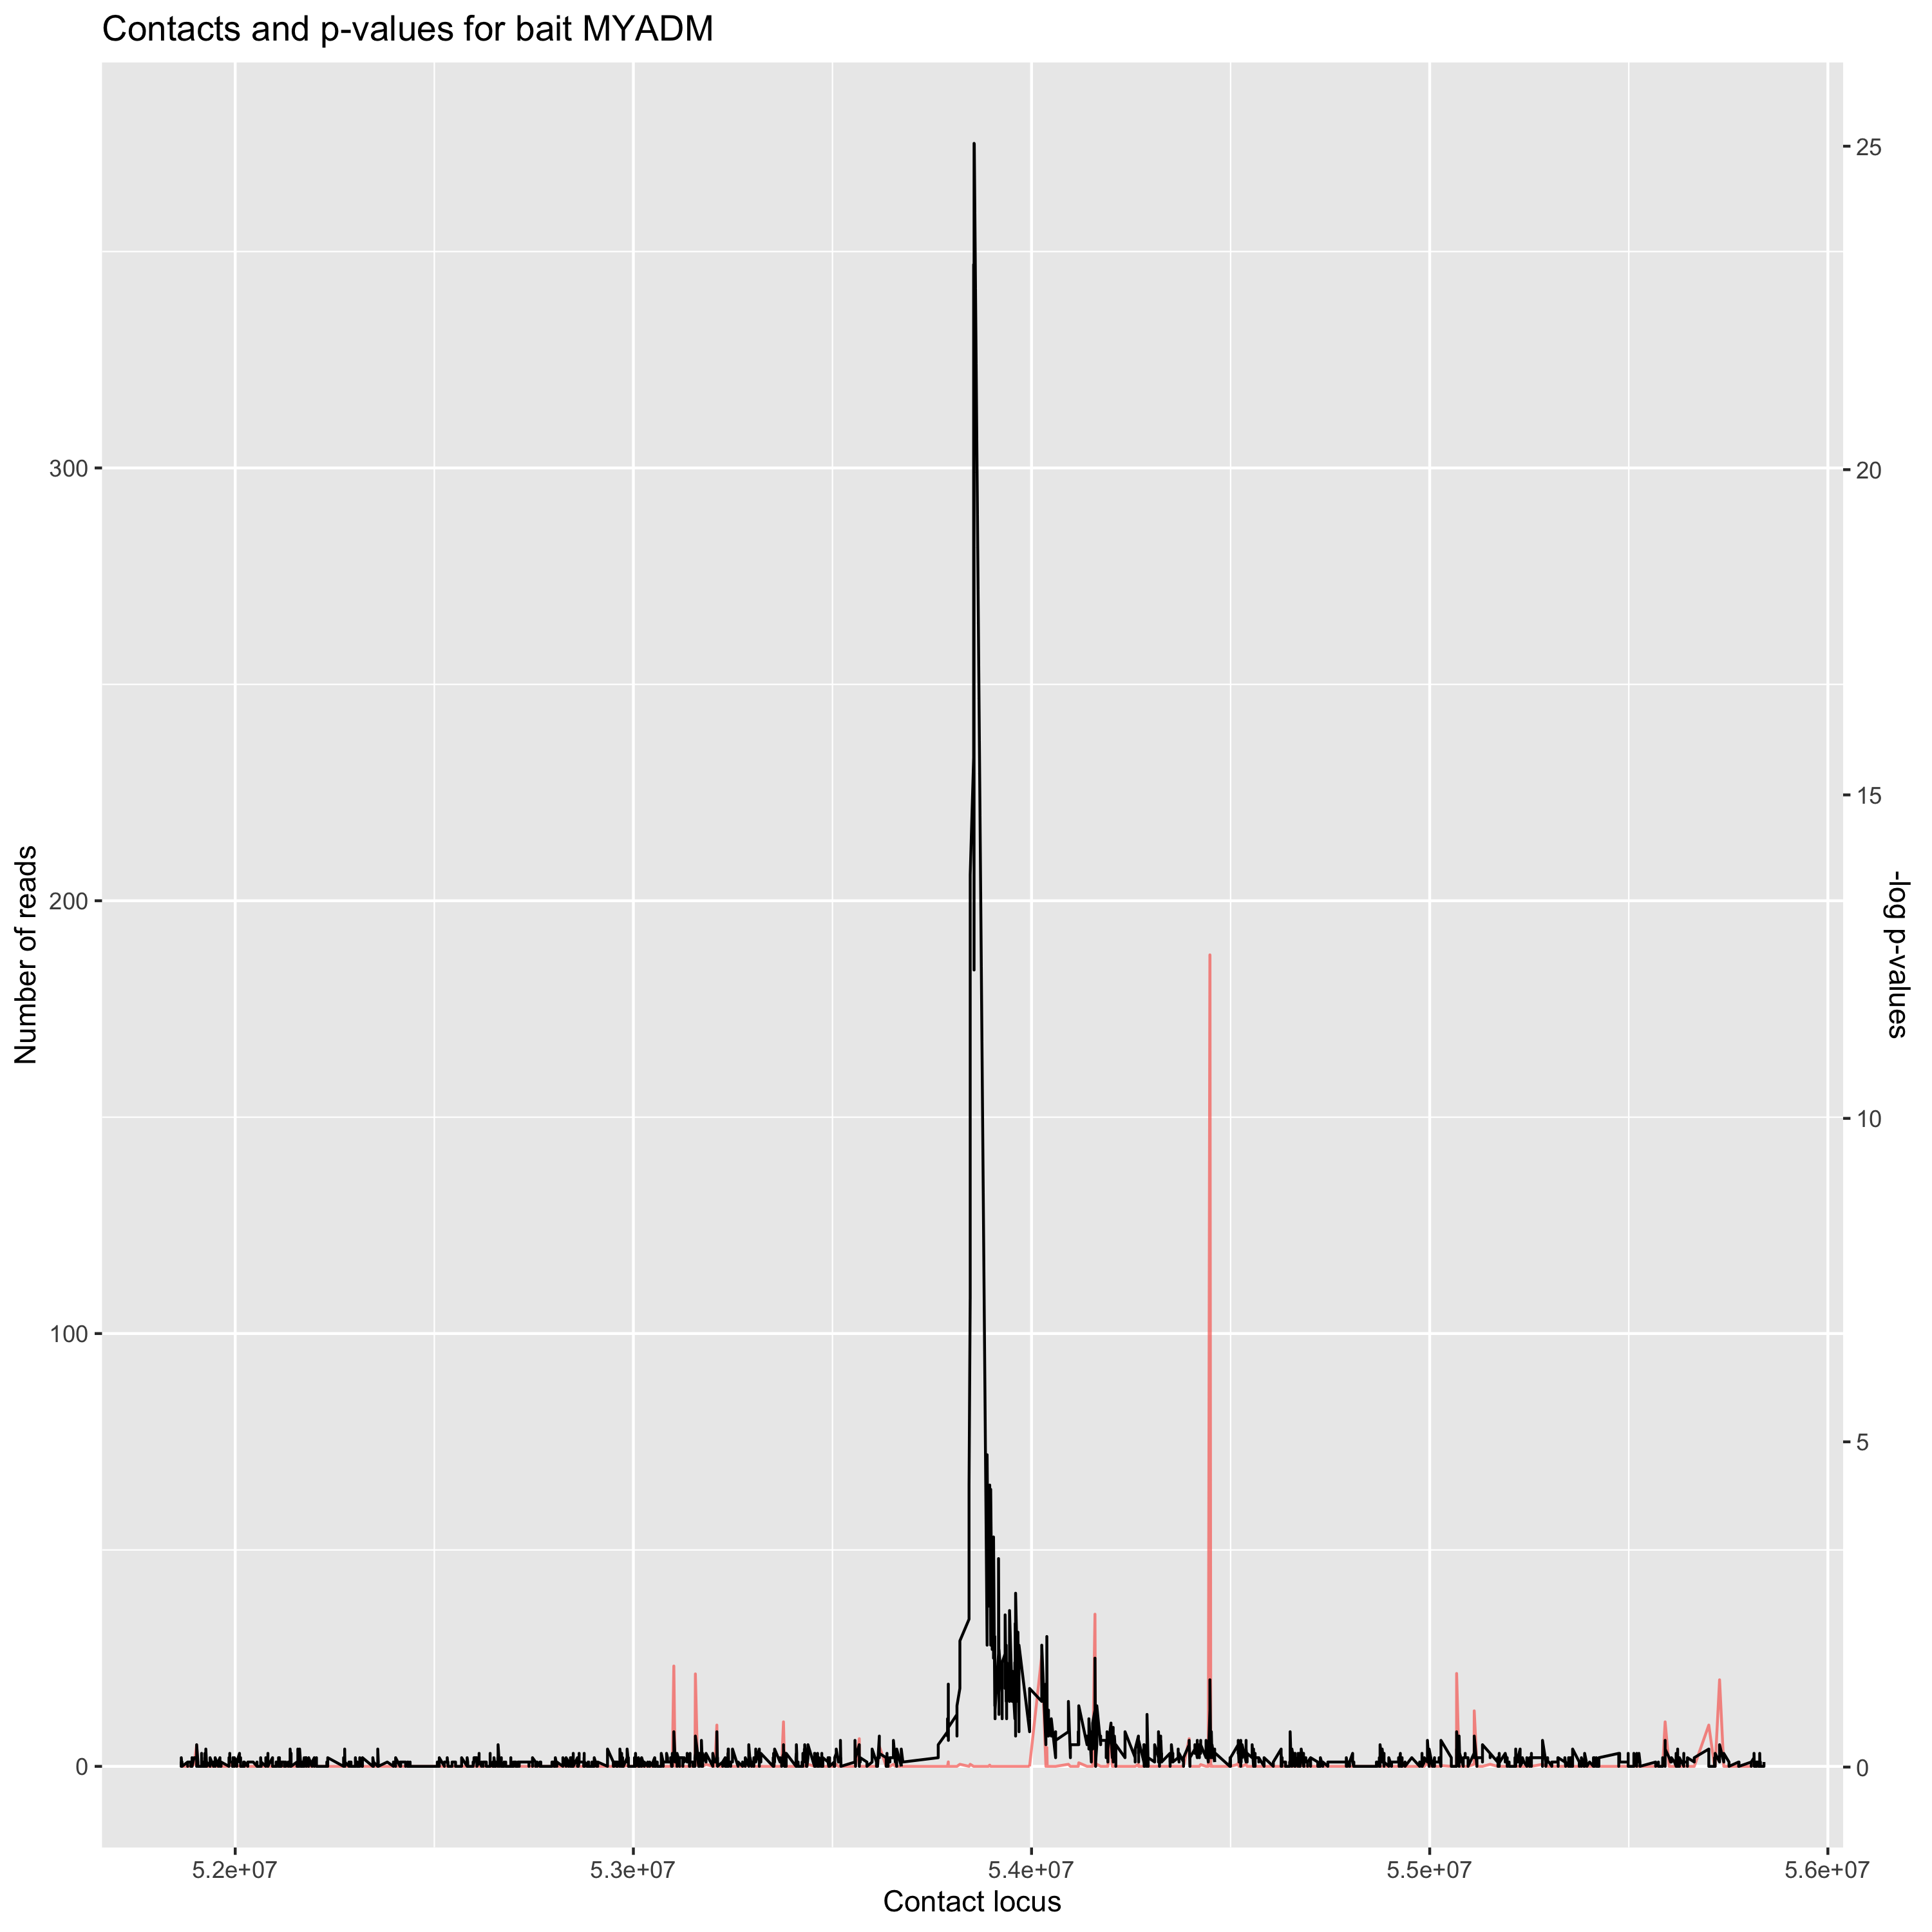 Contacts and p-values for bait MYADM
Number of reads
300
200
100
0
25
20
15
10
5
0
-log p-values
5.2e+07 5.3e+07 5.4e+07 5.5e+07 5.6e+07
Contact locus